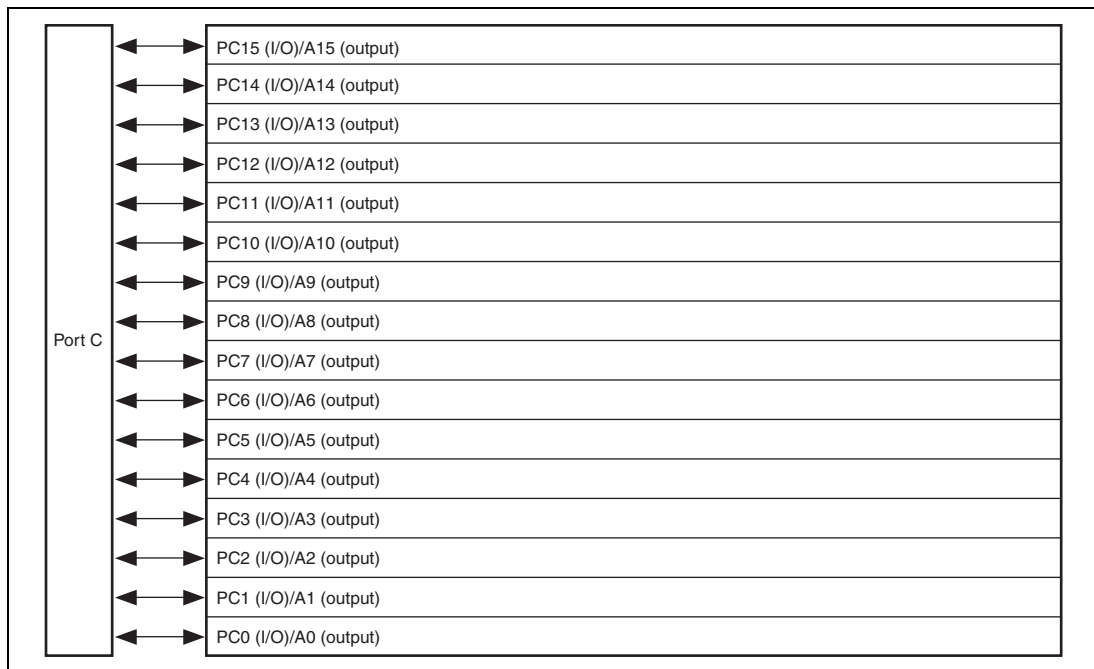 PC15 (I/O)/A15 (output)
PC14 (I/O)/A14 (output)
PC13 (I/O)/A13 (output)
PC12 (I/O)/A12 (output)
PC11 (I/O)/A11 (output)
PC10 (I/O)/A10 (output)
PC9 (I/O)/A9 (output)
PC8 (I/O)/A8 (output)
Port C
PC7 (I/O)/A7 (output)
PC6 (I/O)/A6 (output)
PC5 (I/O)/A5 (output)
PC4 (I/O)/A4 (output)
PC3 (I/O)/A3 (output)
PC2 (I/O)/A2 (output)
PC1 (I/O)/A1 (output)
PC0 (I/O)/A0 (output)